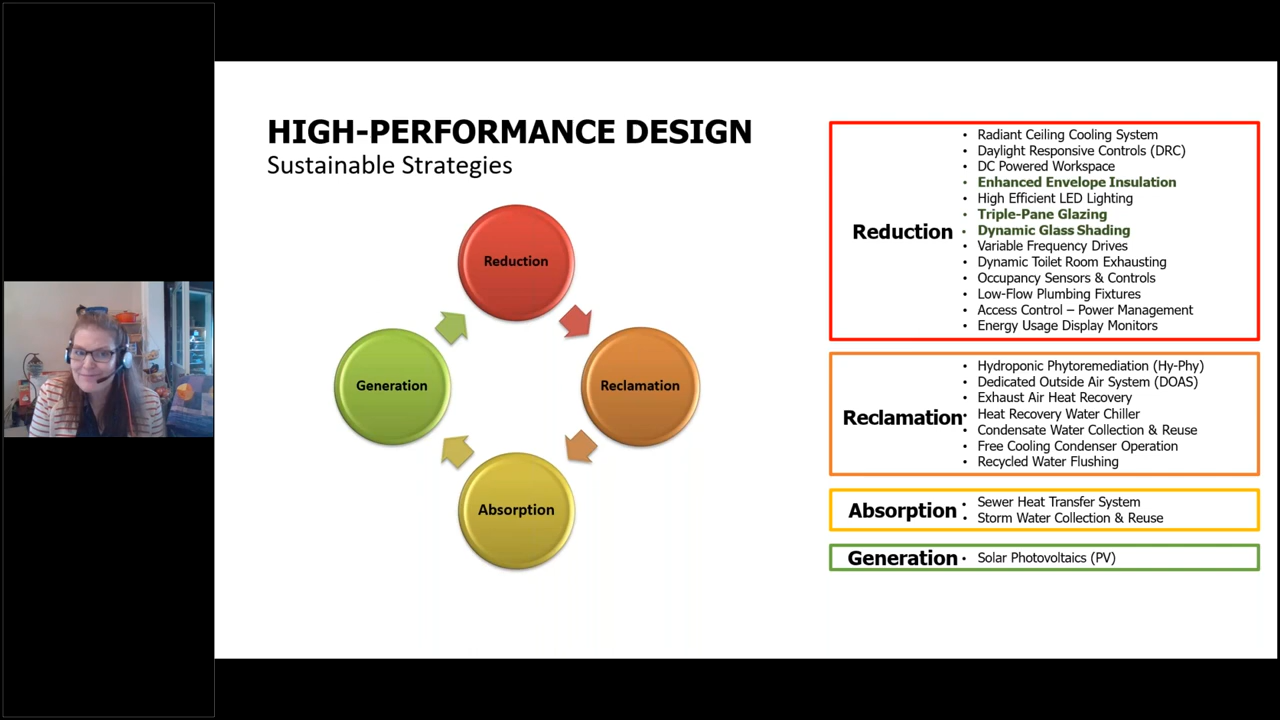 HIGH-PERFORMANCE DESIGN
Sustainable Strategies
Reduction
Generation
Reclamation
Absorption
Reduction
• Radiant Ceiling Cooling System
• Daylight Responsive Controls (DRC)
• DC Powered Workspace
• Enhanced Envelope Insulation
• High Efficient LED Lighting
• Triple-Pane Glazing
• Dynamic Glass Shading
• Variable Frequency Drives
• Dynamic Toilet Room Exhausting
• Occupancy Sensors & Controls
• Low-Flow Plumbing Fixtures
• Access Control – Power Management
• Energy Usage Display Monitors
Reclamation
• Hydroponic Phytoremediation (Hy-Phy)
• Dedicated Outside Air System (DOAS)
• Exhaust Air Heat Recovery
• Heat Recovery Water Chiller
• Condensate Water Collection & Reuse
• Free Cooling Condenser Operation
• Recycled Water Flushing
Absorption
• Sewer Heat Transfer System
• Storm Water Collection & Reuse
Generation
• Solar Photovoltaics (PV)